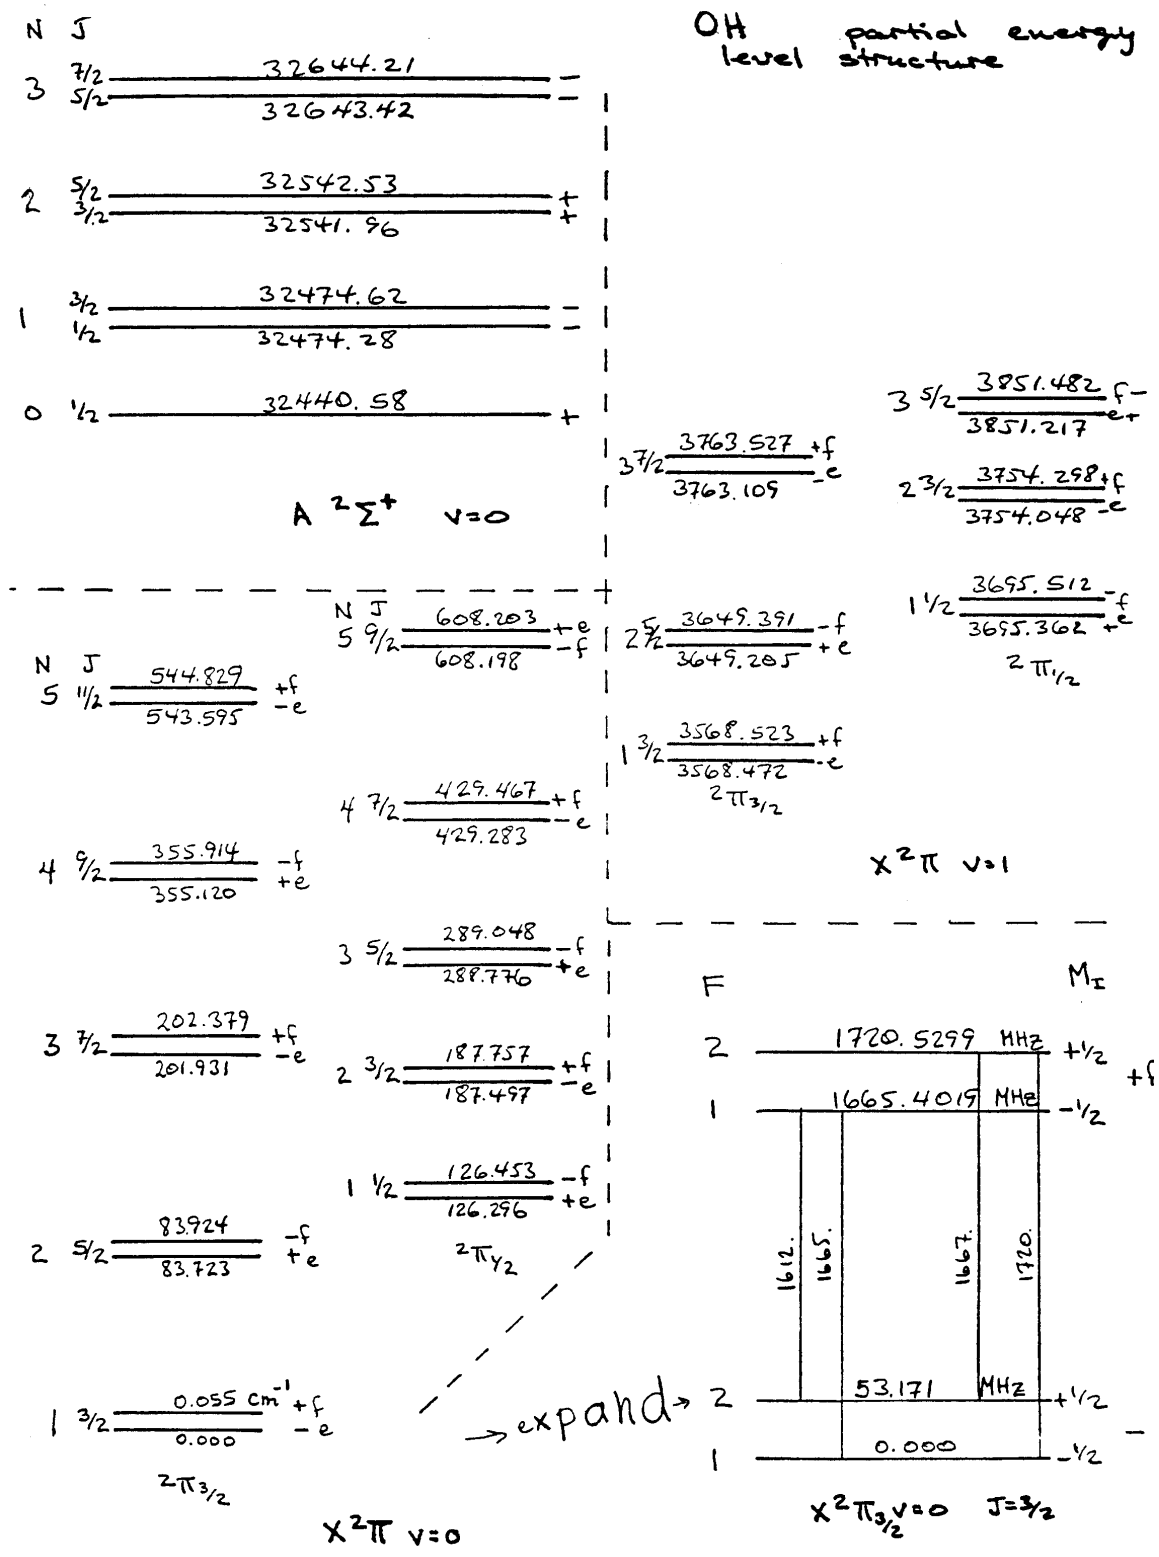 OH partial energy
level structure
N J
3 7/2 32644.21 −
5/2 32643.42 −
2 5/2 32542.53 +
3/2 32541.96 +
1 3/2 32474.62 −
1/2 32474.28 −
0 1/2 32440.58 +
A ²Σ⁺ v=0
3 5/2 3851.482 f−
3851.217 e+
3 7/2 3763.527 +f
3763.109 −e
2 3/2 3754.298 +f
3754.048 −e
1 1/2 3695.512 −f
3695.362 +e
²π1/2
2 5/2 3649.391 −f
3649.205 +e
1 3/2 3568.523 +f
3568.472 −e
²π3/2
X²π v=1
N J
5 9/2 608.203 +e
608.198 −f
4 7/2 429.467 +f
429.283 −e
3 5/2 289.048 −f
288.776 +e
2 3/2 187.757 +f
187.497 −e
1 1/2 126.453 −f
126.296 +e
²π1/2
N J
5 11/2 544.829 +f
543.595 −e
4 9/2 355.914 −f
355.120 +e
3 7/2 202.379 +f
201.931 −e
2 5/2 83.924 −f
83.723 +e
1 3/2 0.055 cm⁻¹ +f
0.000 −e
²π3/2
X²π v=0
→ expand →
F M_I
2 1720.5299 MHz +1/2
+f
1 1665.4019 MHz −1/2
1612. 1665. 1667. 1720.
2 53.171 MHz +1/2
−
1 0.000 −1/2
X²π3/2 v=0 J=3/2